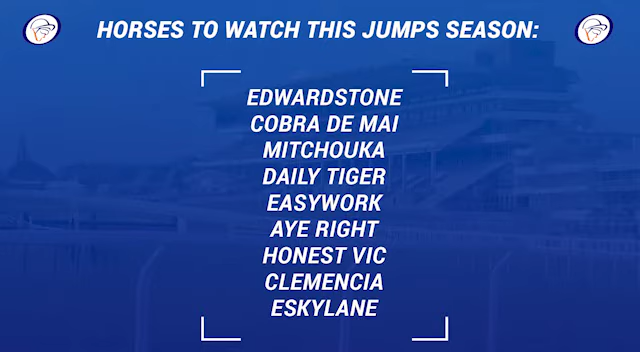 HORSES TO WATCH THIS JUMPS SEASON:
EDWARDSTONE
COBRA DE MAI
MITCHOUKA
DAILY TIGER
EASYWORK
AYE RIGHT
HONEST VIC
CLEMENCIA
ESKYLANE